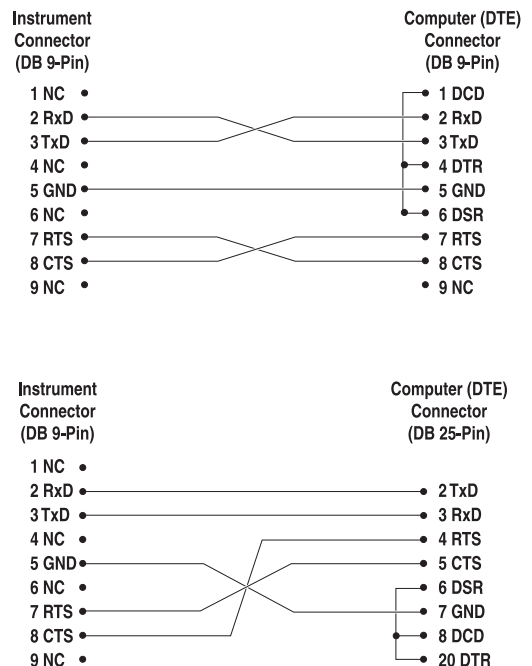 Instrument
Connector
(DB 9-Pin)
1 NC
2 RxD
3 TxD
4 NC
5 GND
6 NC
7 RTS
8 CTS
9 NC
Computer (DTE)
Connector
(DB 9-Pin)
1 DCD
2 RxD
3 TxD
4 DTR
5 GND
6 DSR
7 RTS
8 CTS
9 NC
Instrument
Connector
(DB 9-Pin)
1 NC
2 RxD
3 TxD
4 NC
5 GND
6 NC
7 RTS
8 CTS
9 NC
Computer (DTE)
Connector
(DB 25-Pin)
2 TxD
3 RxD
4 RTS
5 CTS
6 DSR
7 GND
8 DCD
20 DTR